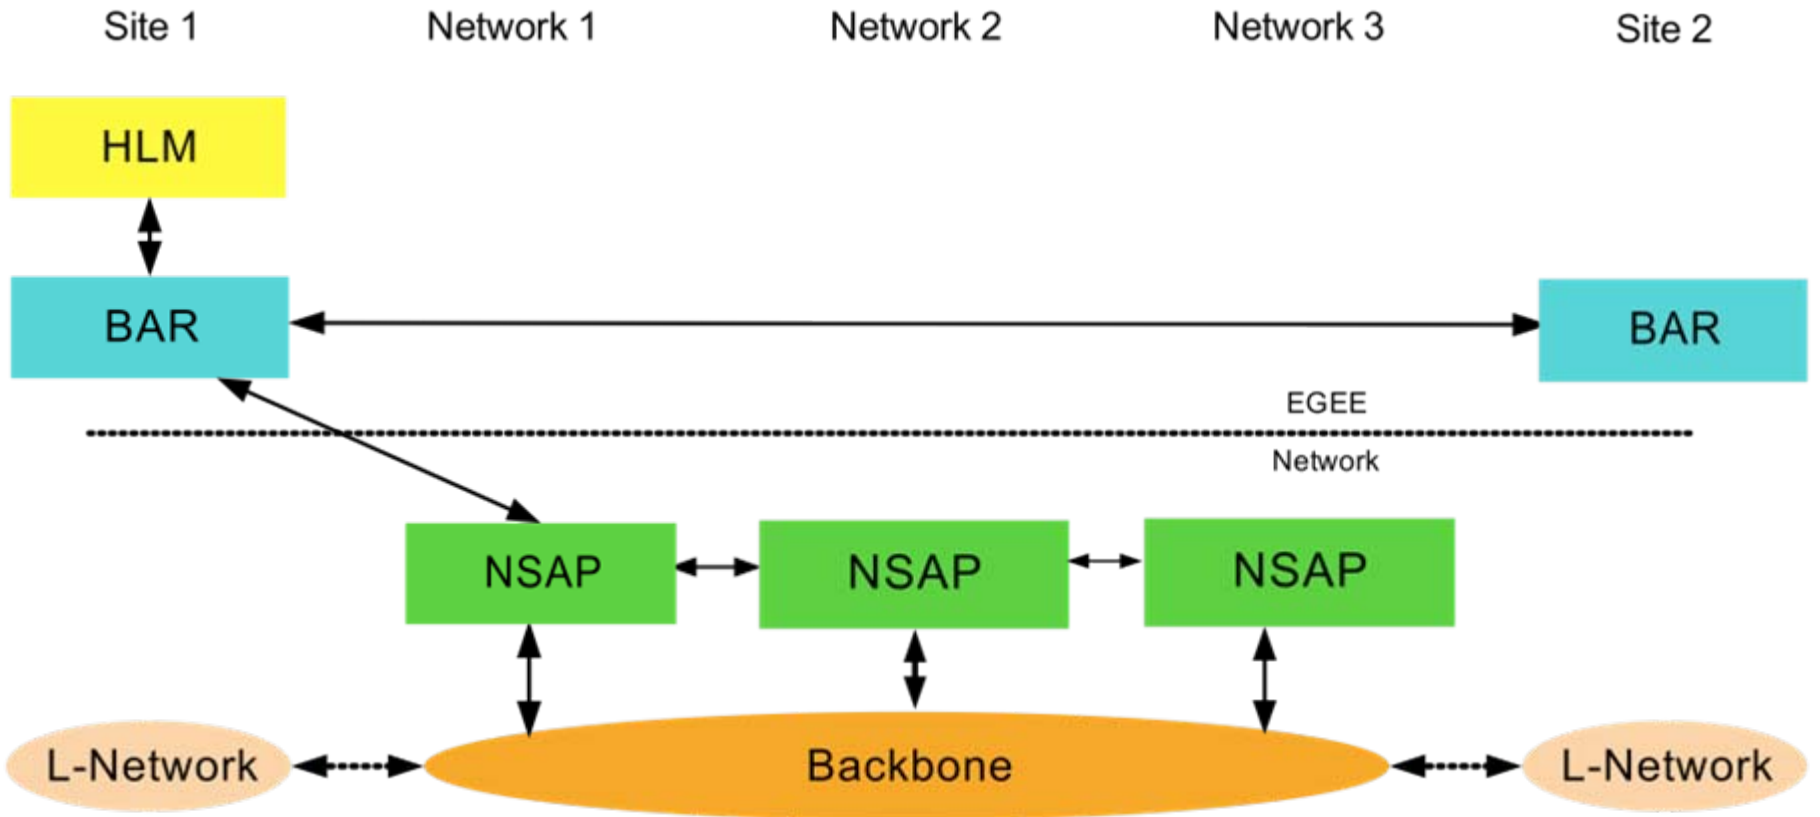 Site 1 Network 1 Network 2 Network 3 Site 2
HLM
BAR BAR
EGEE
Network
NSAP NSAP NSAP
L-Network Backbone L-Network